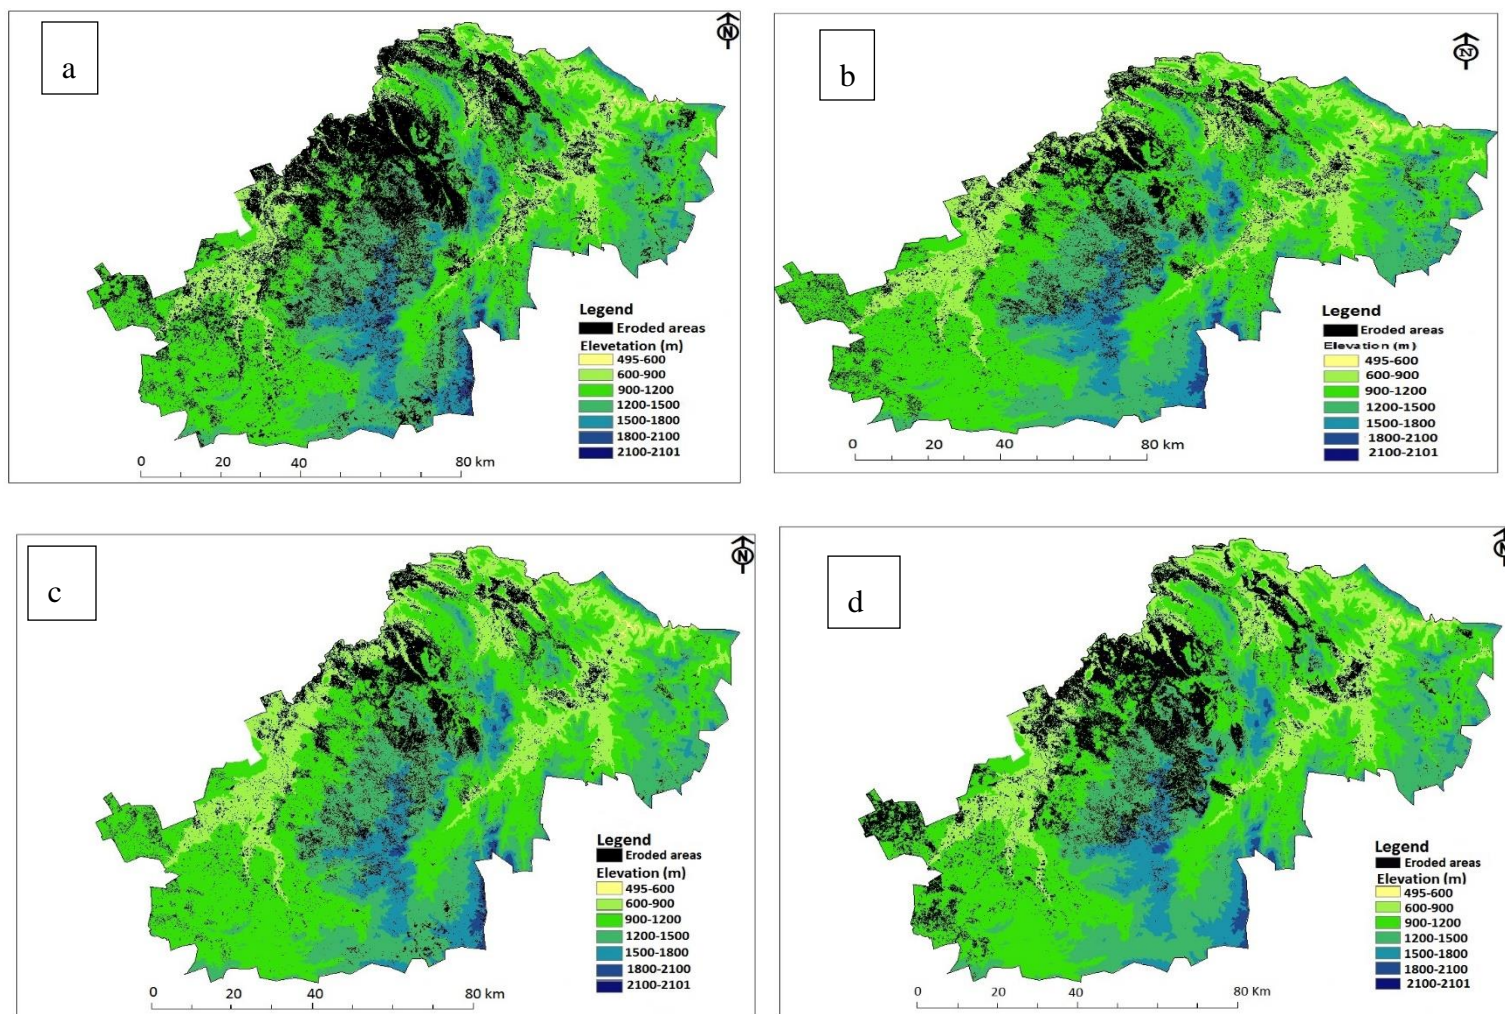 a
N
Legend
Eroded areas
Elevetation (m)
495-600
600-900
900-1200
1200-1500
1500-1800
1800-2100
2100-2101
0 20 40 80 km
b
N
Legend
Eroded areas
Elevation (m)
495-600
600-900
900-1200
1200-1500
1500-1800
1800-2100
2100-2101
0 20 40 80 km
c
N
Legend
Eroded areas
Elevation (m)
495-600
600-900
900-1200
1200-1500
1500-1800
1800-2100
2100-2101
0 20 40 80 km
d
N
Legend
Eroded areas
Elevation (m)
495-600
600-900
900-1200
1200-1500
1500-1800
1800-2100
2100-2101
0 20 40 80 km